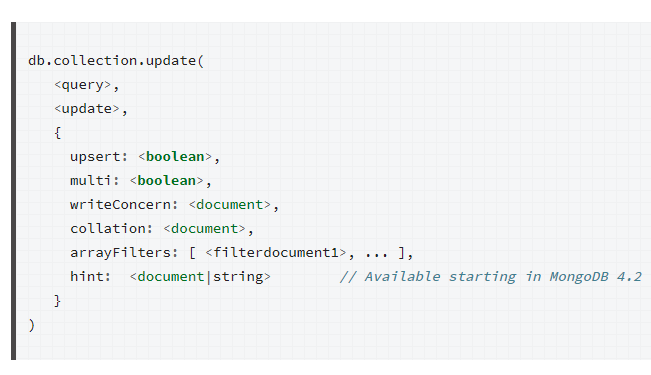 db.collection.update(
   <query>,
   <update>,
   {
     upsert: <boolean>,
     multi: <boolean>,
     writeConcern: <document>,
     collation: <document>,
     arrayFilters: [ <filterdocument1>, ... ],
     hint:  <document|string>        // Available starting in MongoDB 4.2
   }
)